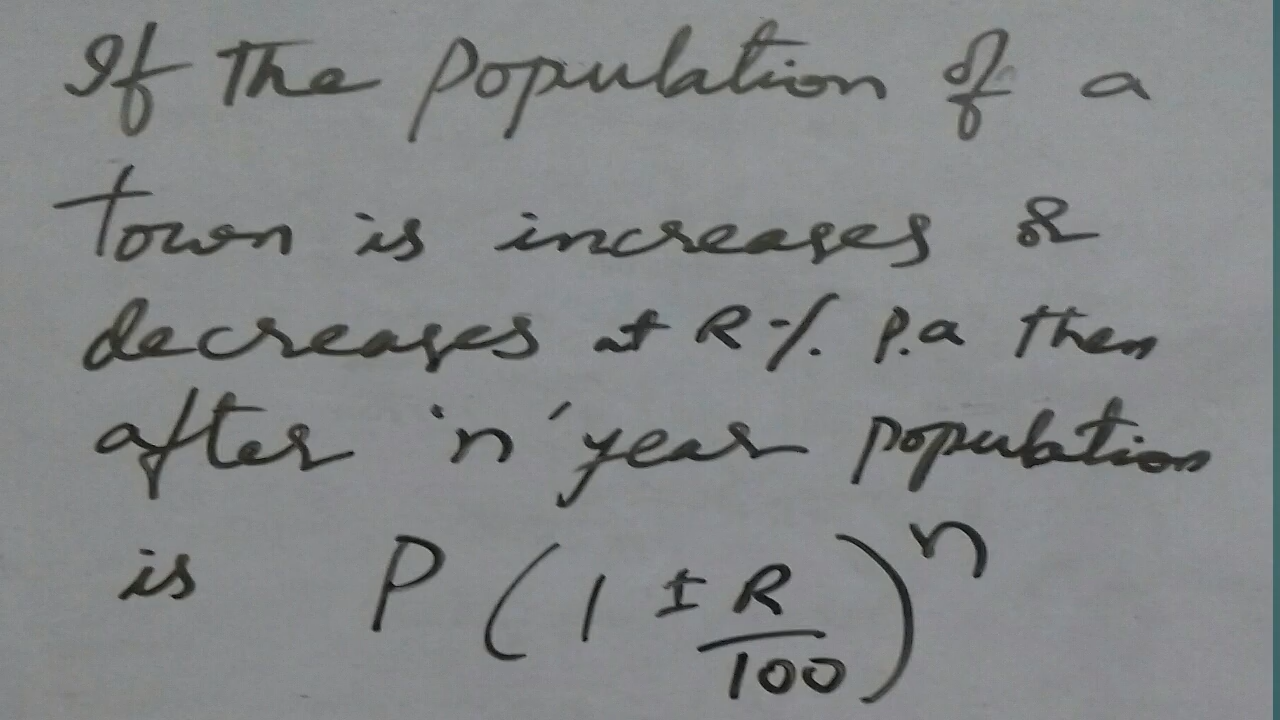 If the population of a
town is increases &
decreases at R% p.a then
after 'n' year population
is P(1 ± R/100)^n